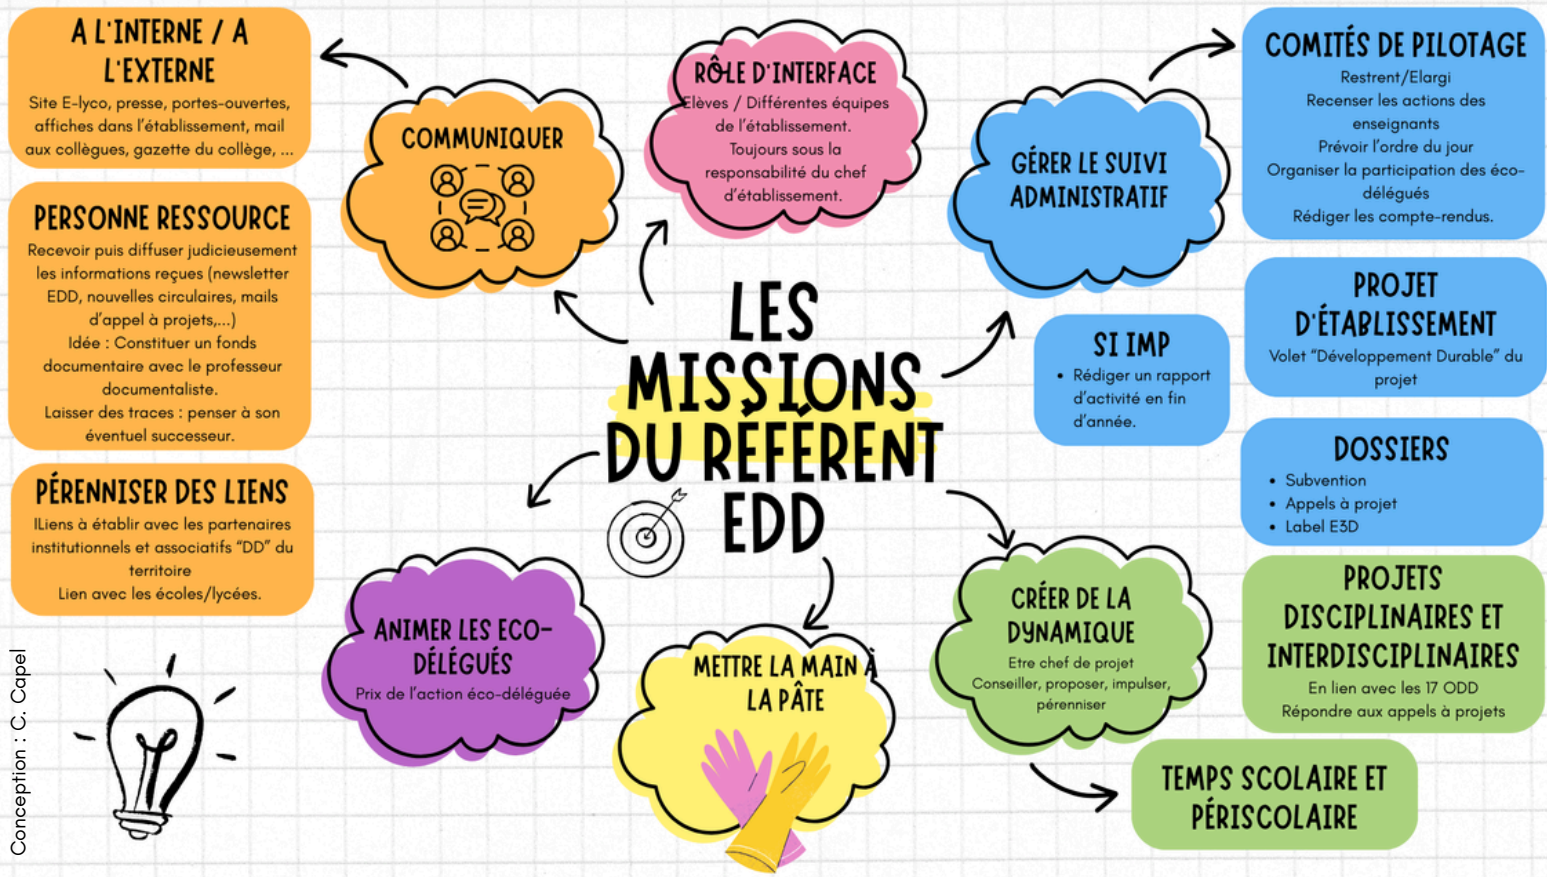 A L'INTERNE / A
L'EXTERNE
Site E-lyco, presse, portes-ouvertes,
affiches dans l'établissement, mail
aux collègues, gazette du collège, ...
PERSONNE RESSOURCE
Recevoir puis diffuser judicieusement
les informations reçues (newsletter
EDD, nouvelles circulaires, mails
d'appel à projets,...)
Idée : Constituer un fonds
documentaire avec le professeur
documentaliste.
Laisser des traces : penser à son
éventuel successeur.
PÉRENNISER DES LIENS
lLiens à établir avec les partenaires
institutionnels et associatifs "DD" du
territoire
Lien avec les écoles/lycées.
COMMUNIQUER
RÔLE D'INTERFACE
Elèves / Différentes équipes
de l'établissement.
Toujours sous la
responsabilité du chef
d'établissement.
GÉRER LE SUIVI
ADMINISTRATIF
COMITÉS DE PILOTAGE
Restrent/Elargi
Recenser les actions des
enseignants
Prévoir l'ordre du jour
Organiser la participation des éco-
délégués
Rédiger les compte-rendus.
PROJET
D'ÉTABLISSEMENT
Volet "Développement Durable" du
projet
SI IMP
• Rédiger un rapport
d'activité en fin
d'année.
DOSSIERS
• Subvention
• Appels à projet
• Label E3D
LES
MISSIONS
DU RÉFÉRENT
EDD
ANIMER LES ECO-
DÉLÉGUÉS
Prix de l'action éco-déléguée
METTRE LA MAIN À
LA PÂTE
CRÉER DE LA
DYNAMIQUE
Etre chef de projet
Conseiller, proposer, impulser,
pérenniser
PROJETS
DISCIPLINAIRES ET
INTERDISCIPLINAIRES
En lien avec les 17 ODD
Répondre aux appels à projets
TEMPS SCOLAIRE ET
PÉRISCOLAIRE
Conception : C. Capel